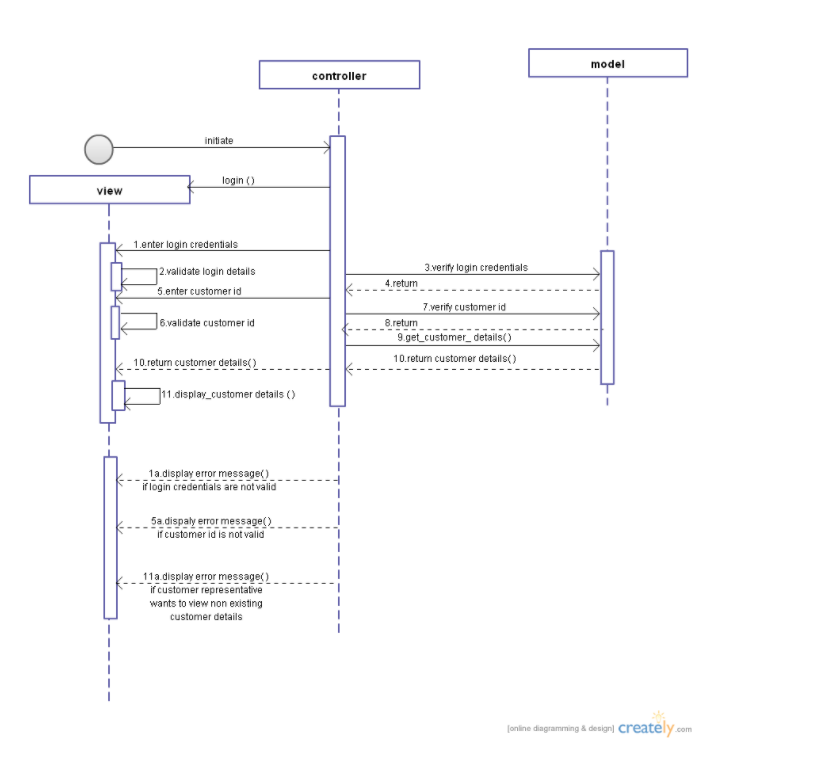 model
controller
initiate
login ( )
view
1.enter login credentials
3.verify login credentials
2.validate login details
4.return
5.enter customer id
7.verify customer id
6.validate customer id
8.return
9.get_customer_ details( )
10.return customer details( )
10.return customer details( )
11.display_customer details ( )
1a.display error message( )
if login credentials are not valid
5a.dispaly error message( )
if customer id is not valid
11a.display error message( )
if customer representative
wants to view non existing
customer details
[online diagramming & design] creately.com